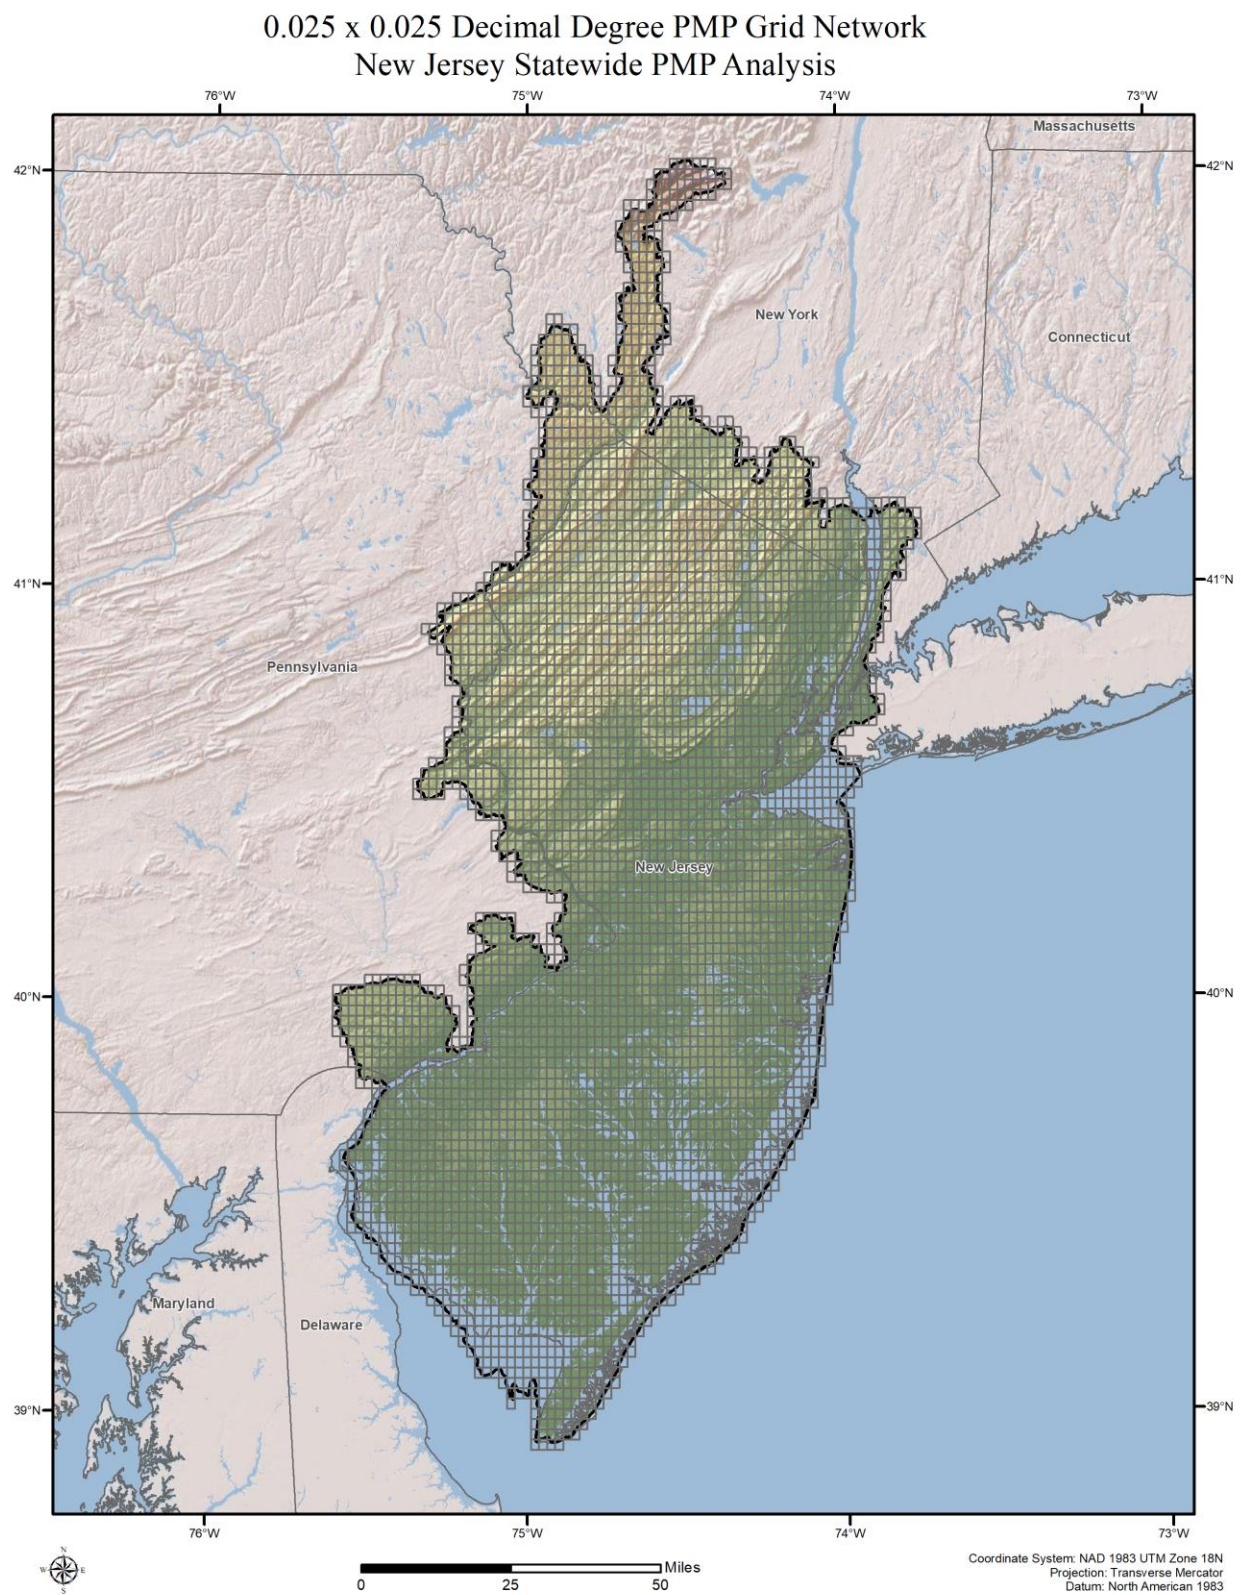 0.025 x 0.025 Decimal Degree PMP Grid Network
New Jersey Statewide PMP Analysis
76°W
75°W
74°W
73°W
Massachusetts
42°N
42°N
New York
Connecticut
41°N
41°N
Pennsylvania
New Jersey
40°N
40°N
Maryland
Delaware
39°N
39°N
76°W
75°W
74°W
73°W
N
W
E
S
Miles
0
25
50
Coordinate System: NAD 1983 UTM Zone 18N
Projection: Transverse Mercator
Datum: North American 1983